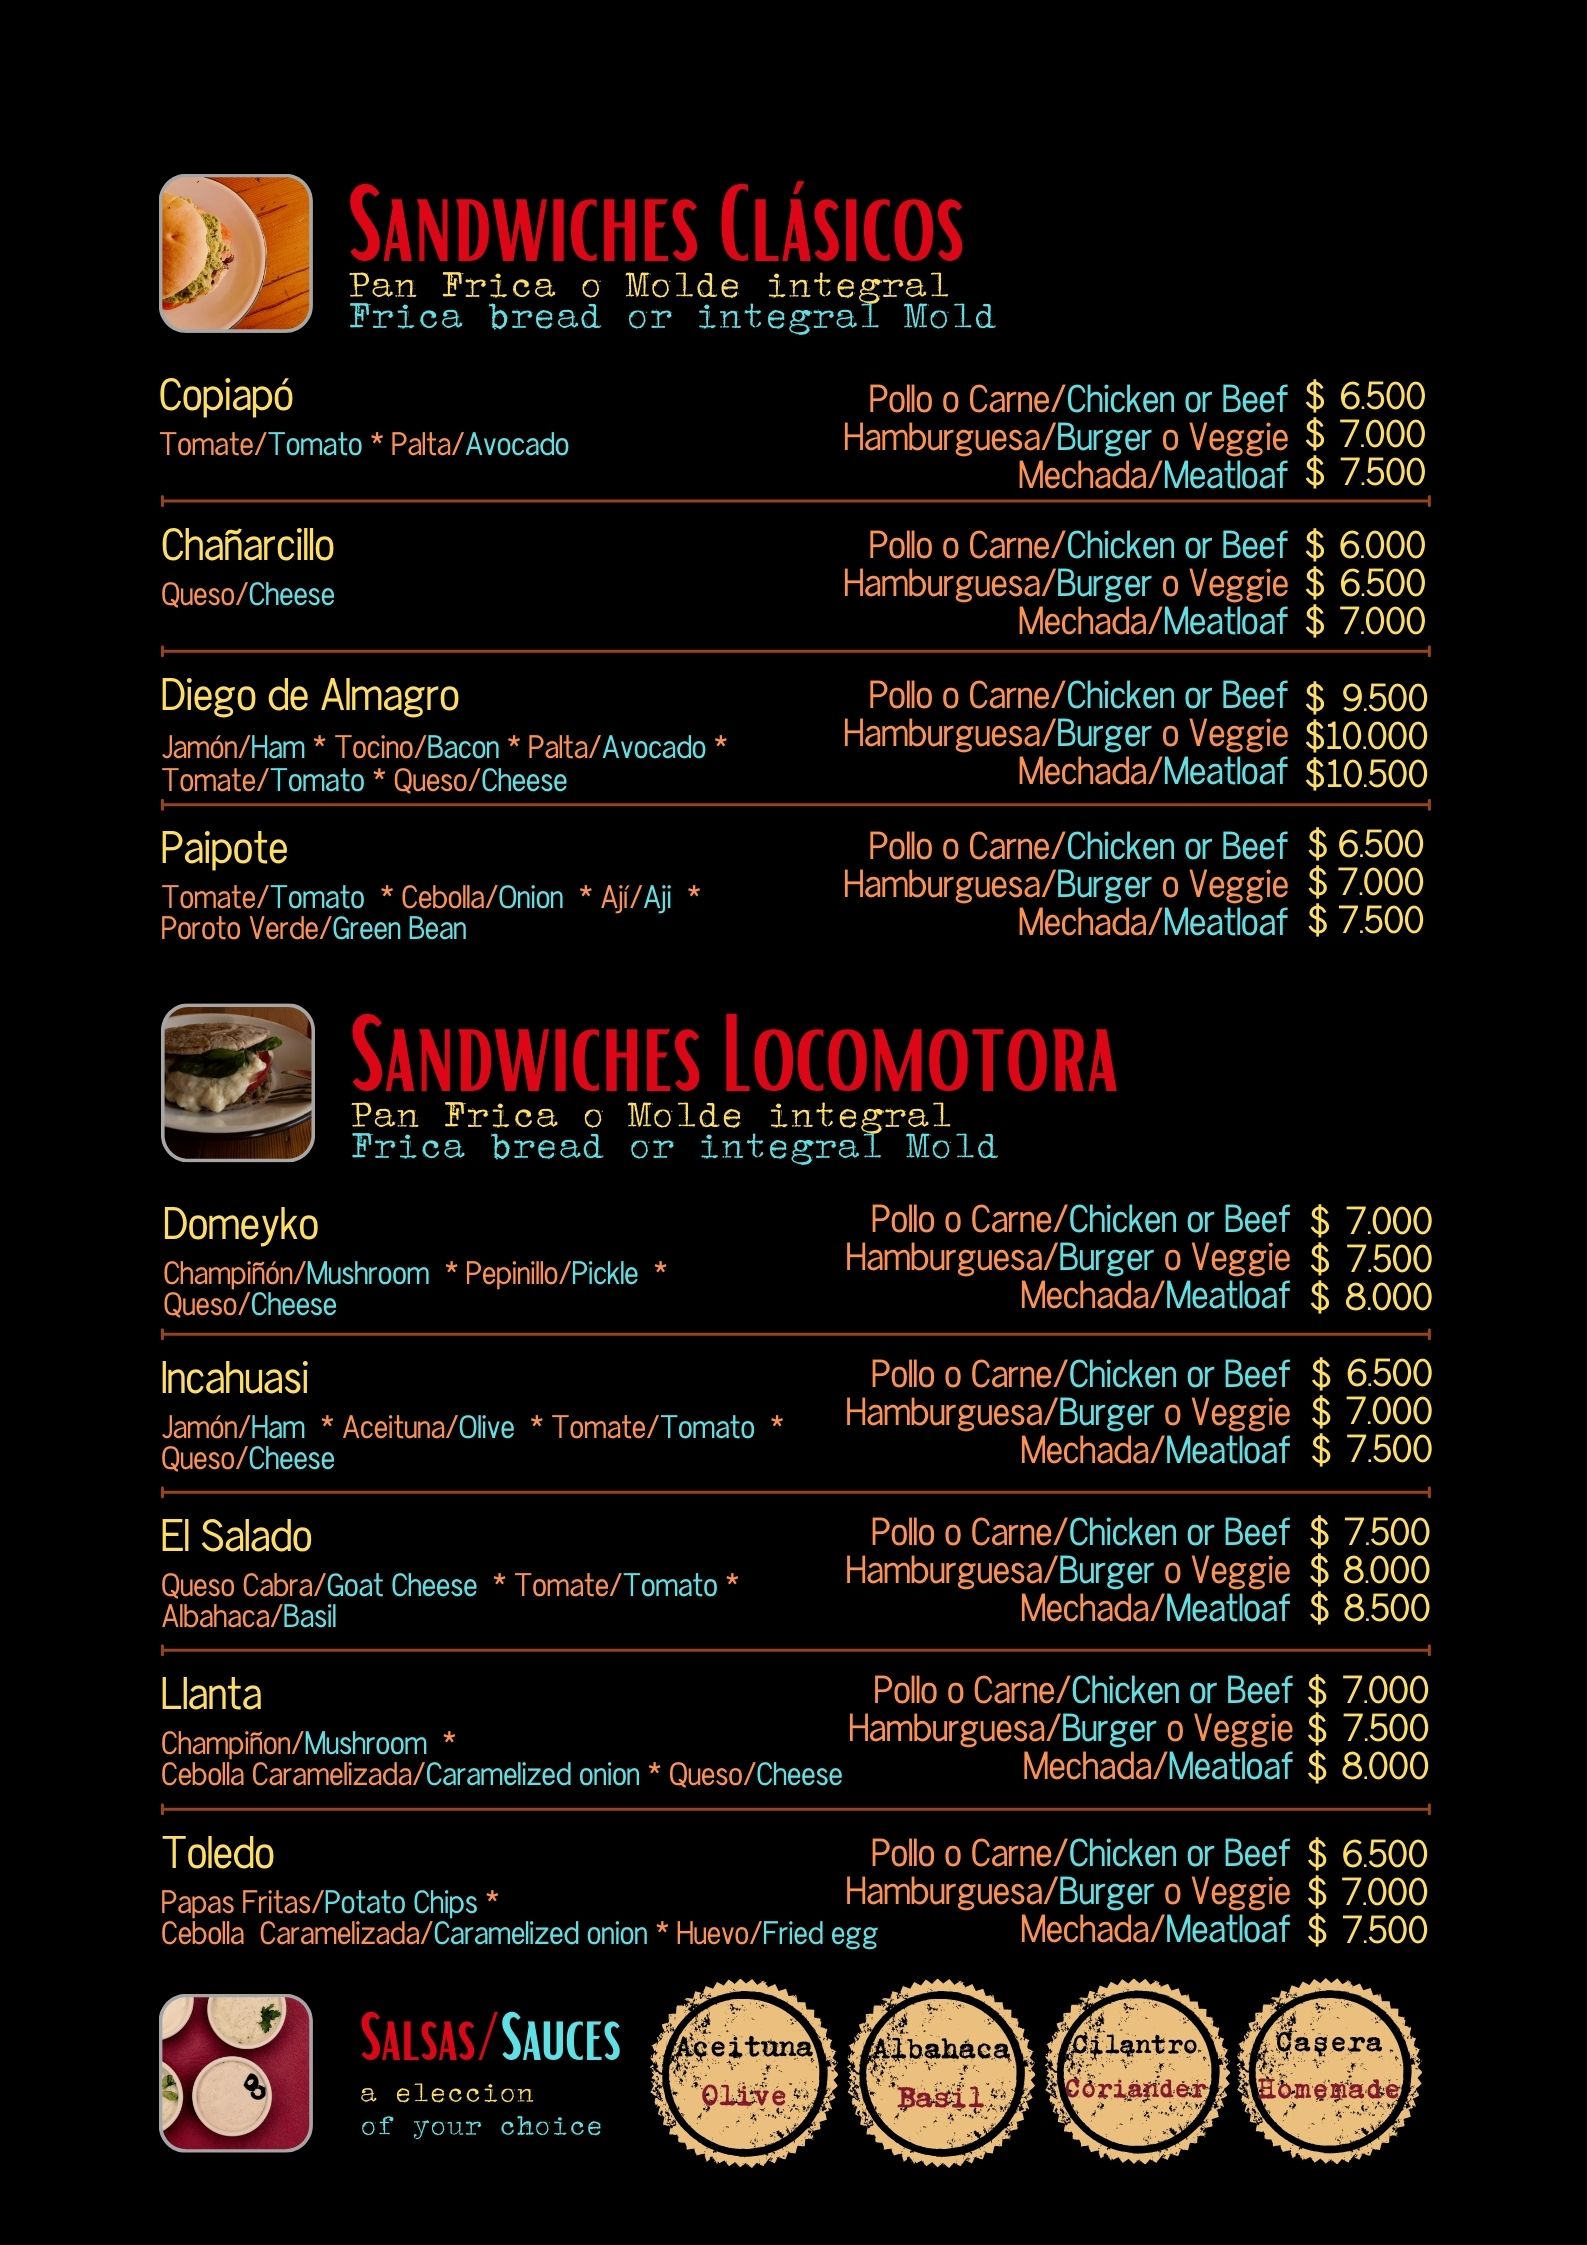 Sandwiches Clásicos
Pan Frica o Molde integral
Frica bread or integral Mold
Copiapó
Tomate/Tomato * Palta/Avocado
Pollo o Carne/Chicken or Beef $ 6.500
Hamburguesa/Burger o Veggie $ 7.000
Mechada/Meatloaf $ 7.500
Chañarcillo
Queso/Cheese
Pollo o Carne/Chicken or Beef $ 6.000
Hamburguesa/Burger o Veggie $ 6.500
Mechada/Meatloaf $ 7.000
Diego de Almagro
Jamón/Ham * Tocino/Bacon * Palta/Avocado *
Tomate/Tomato * Queso/Cheese
Pollo o Carne/Chicken or Beef $ 9.500
Hamburguesa/Burger o Veggie $10.000
Mechada/Meatloaf $10.500
Paipote
Tomate/Tomato * Cebolla/Onion * Ají/Aji *
Poroto Verde/Green Bean
Pollo o Carne/Chicken or Beef $ 6.500
Hamburguesa/Burger o Veggie $ 7.000
Mechada/Meatloaf $ 7.500
Sandwiches Locomotora
Pan Frica o Molde integral
Frica bread or integral Mold
Domeyko
Champiñón/Mushroom * Pepinillo/Pickle *
Queso/Cheese
Pollo o Carne/Chicken or Beef $ 7.000
Hamburguesa/Burger o Veggie $ 7.500
Mechada/Meatloaf $ 8.000
Incahuasi
Jamón/Ham * Aceituna/Olive * Tomate/Tomato *
Queso/Cheese
Pollo o Carne/Chicken or Beef $ 6.500
Hamburguesa/Burger o Veggie $ 7.000
Mechada/Meatloaf $ 7.500
El Salado
Queso Cabra/Goat Cheese * Tomate/Tomato *
Albahaca/Basil
Pollo o Carne/Chicken or Beef $ 7.500
Hamburguesa/Burger o Veggie $ 8.000
Mechada/Meatloaf $ 8.500
Llanta
Champiñon/Mushroom *
Cebolla Caramelizada/Caramelized onion * Queso/Cheese
Pollo o Carne/Chicken or Beef $ 7.000
Hamburguesa/Burger o Veggie $ 7.500
Mechada/Meatloaf $ 8.000
Toledo
Papas Fritas/Potato Chips *
Cebolla Caramelizada/Caramelized onion * Huevo/Fried egg
Pollo o Carne/Chicken or Beef $ 6.500
Hamburguesa/Burger o Veggie $ 7.000
Mechada/Meatloaf $ 7.500
Salsas/Sauces
a eleccion
of your choice
Aceituna
Olive
Albahaca
Basil
Cilantro
Coriander
Casera
Homemade